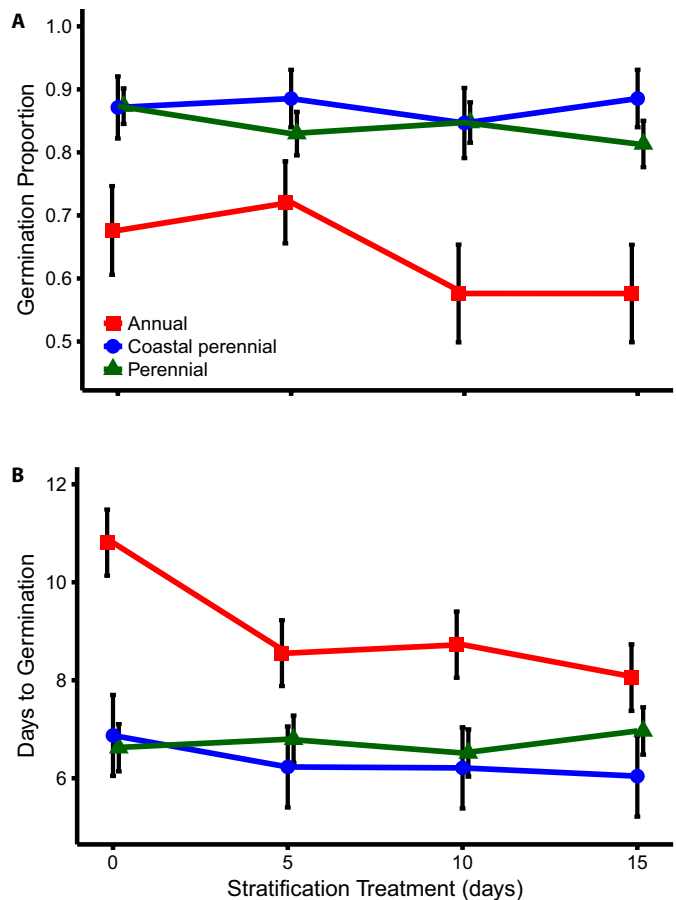 A
1.0
0.9
0.8
0.7
0.6
0.5
Germination Proportion
Annual
Coastal perennial
Perennial
B
12
10
8
6
Days to Germination
0 5 10 15
Stratification Treatment (days)